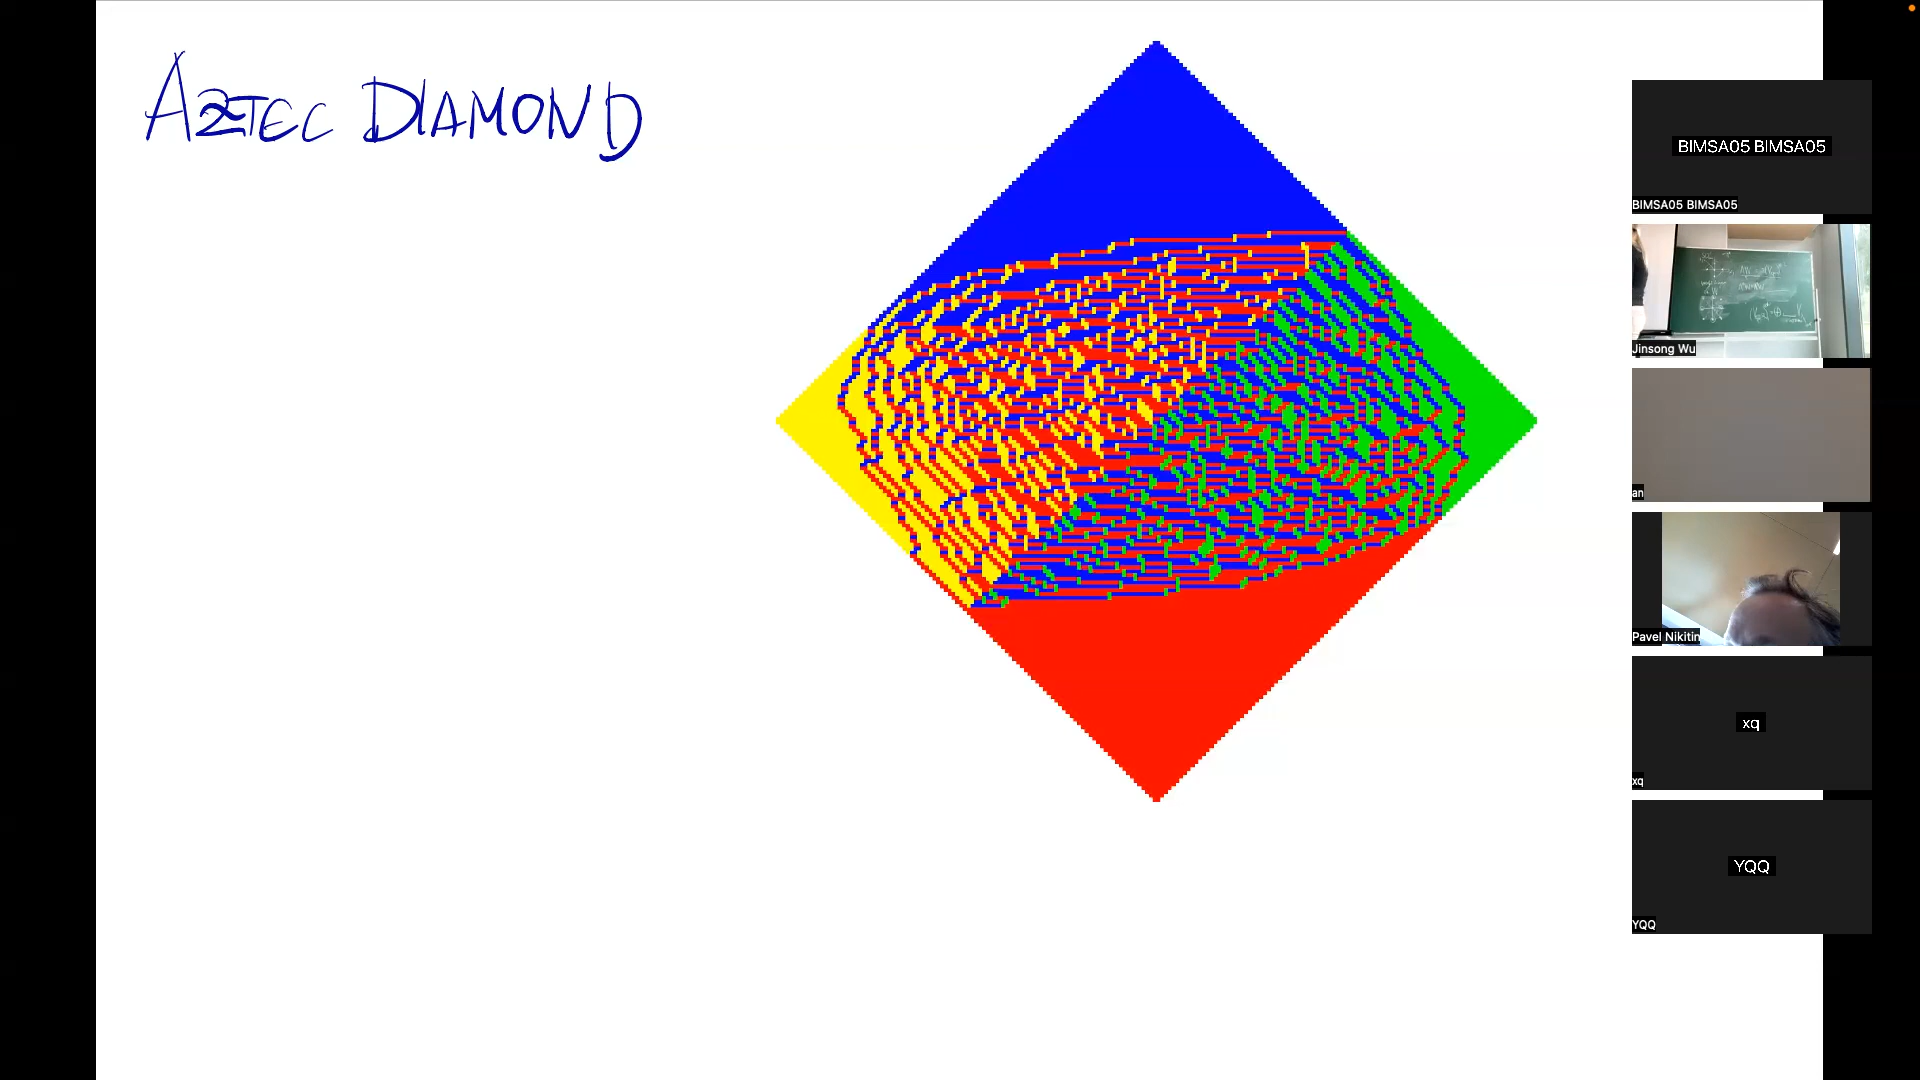 AZTEC DIAMOND
BIMSA05 BIMSA05
BIMSA05 BIMSA05
Jinsong Wu
an
Pavel Nikitin
xq
xq
YQQ
YQQ